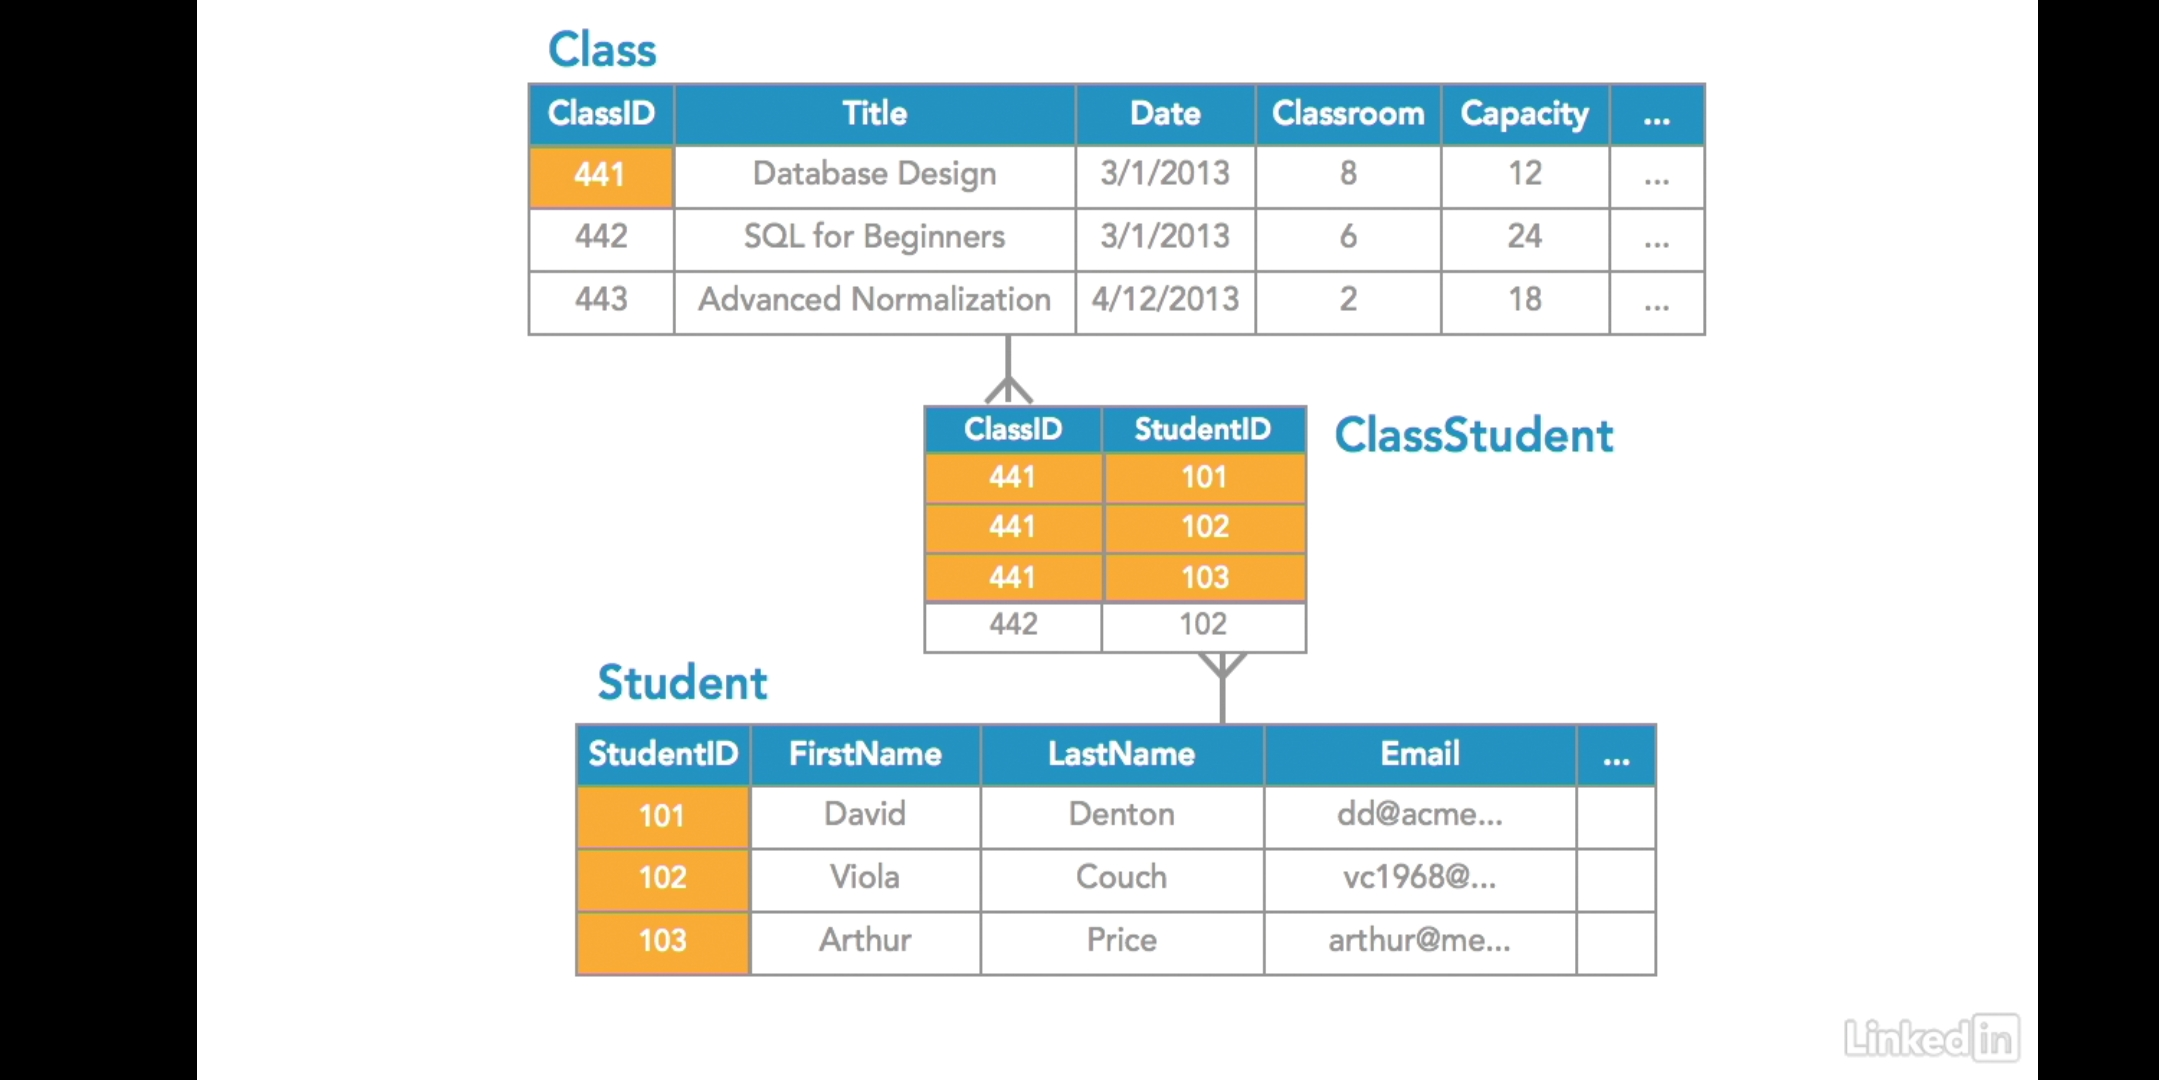 Class
ClassID Title Date Classroom Capacity ...
441 Database Design 3/1/2013 8 12 ...
442 SQL for Beginners 3/1/2013 6 24 ...
443 Advanced Normalization 4/12/2013 2 18 ...
ClassID StudentID
ClassStudent
441 101
441 102
441 103
442 102
Student
StudentID FirstName LastName Email ...
101 David Denton dd@acme...
102 Viola Couch vc1968@...
103 Arthur Price arthur@me...
Linked in